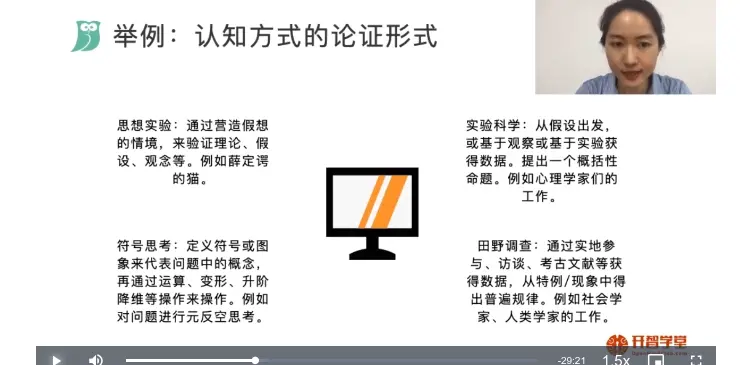 举例：认知方式的论证形式
思想实验：通过营造假想
的情境，来验证理论、假
设、观念等。例如薛定谔
的猫。
实验科学：从假设出发，
或基于观察或基于实验获
得数据。提出一个概括性
命题。例如心理学家们的
工作。
符号思考：定义符号或图
象来代表问题中的概念，
再通过运算、变形、升阶
降维等操作来操作。例如
对问题进行元反空思考。
田野调查：通过实地参
与、访谈、考古文献等获
得数据，从特例/现象中得
出普遍规律。例如社会学
家、人类学家的工作。
开智学堂
-29:21
1.5x